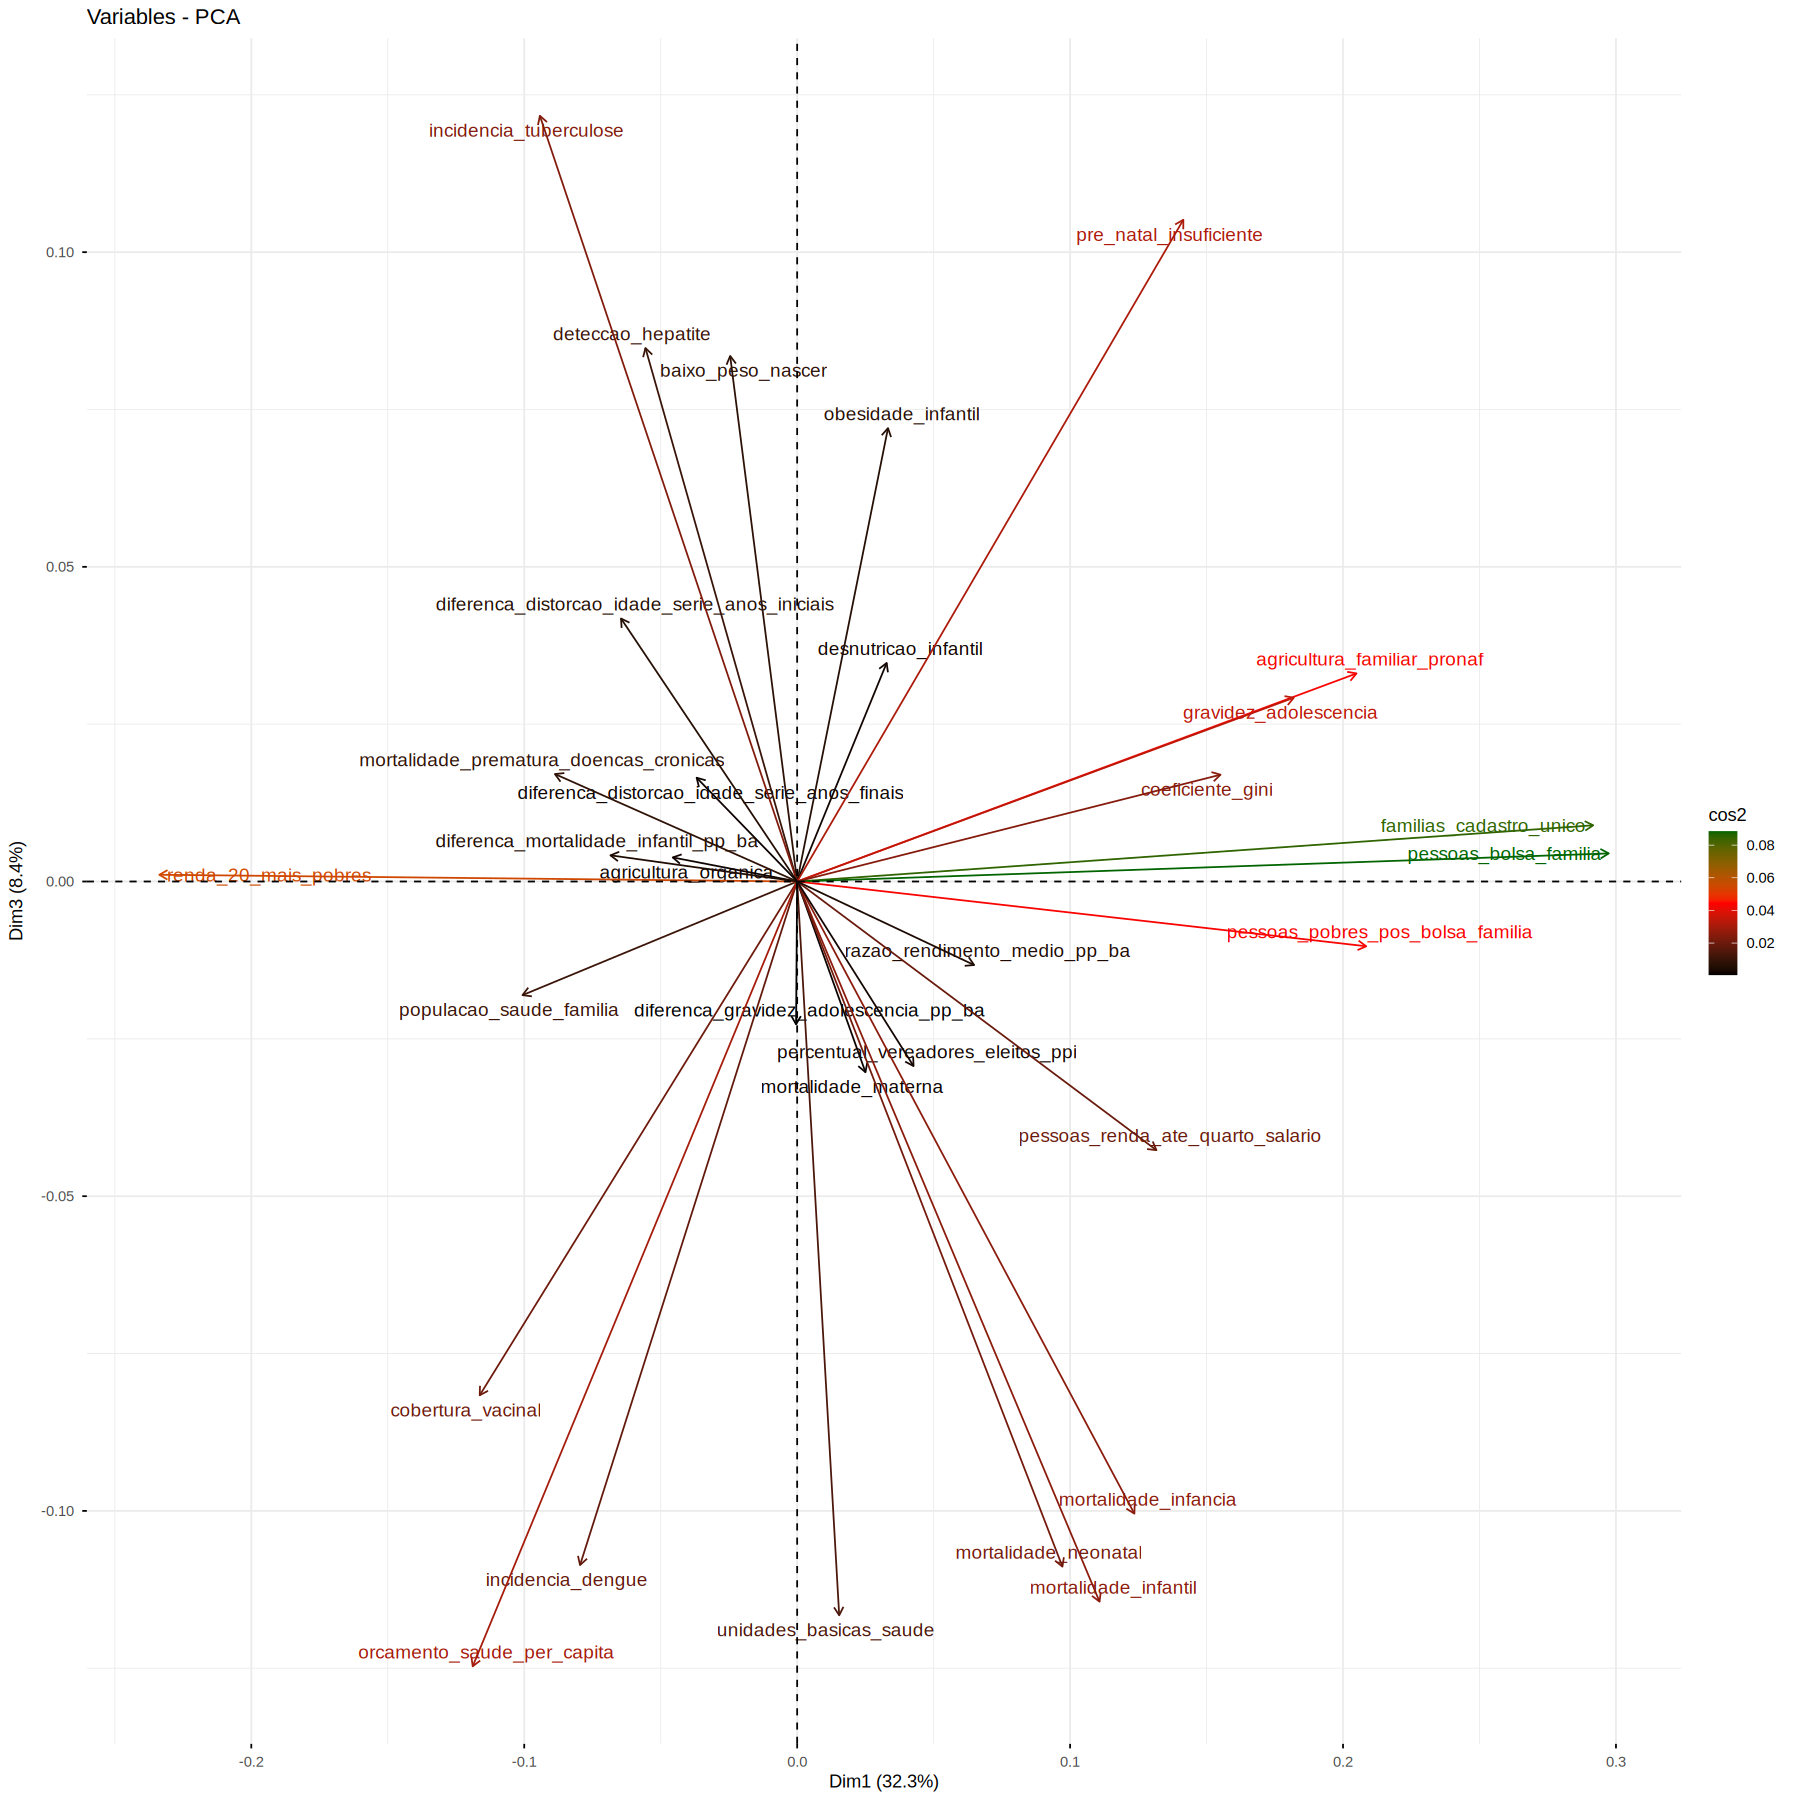 Variables - PCA
incidencia_tuberculose
pre_natal_insuficiente
0.10
deteccao_hepatite
baixo_peso_nascer
obesidade_infantil
0.05
diferenca_distorcao_idade_serie_anos_iniciais
desnutricao_infantil
agricultura_familiar_pronaf
gravidez_adolescencia
mortalidade_prematura_doencas_cronicas
diferenca_distorcao_idade_serie_anos_finais
coeficiente_gini
cos2
familias_cadastro_unico
diferenca_mortalidade_infantil_pp_ba
pessoas_bolsa_familia
0.08
renda_20_mais_pobres
agricultura_organica
0.00
0.06
0.04
0.02
Dim3 (8.4%)
pessoas_pobres_pos_bolsa_familia
razao_rendimento_medio_pp_ba
populacao_saude_familia
diferenca_gravidez_adolescencia_pp_ba
percentual_vereadores_eleitos_ppi
mortalidade_materna
pessoas_renda_ate_quarto_salario
-0.05
cobertura_vacinal
mortalidade_infancia
-0.10
mortalidade_neonatal
incidencia_dengue
mortalidade_infantil
unidades_basicas_saude
orcamento_saude_per_capita
-0.2
-0.1
0.0
0.1
0.2
0.3
Dim1 (32.3%)